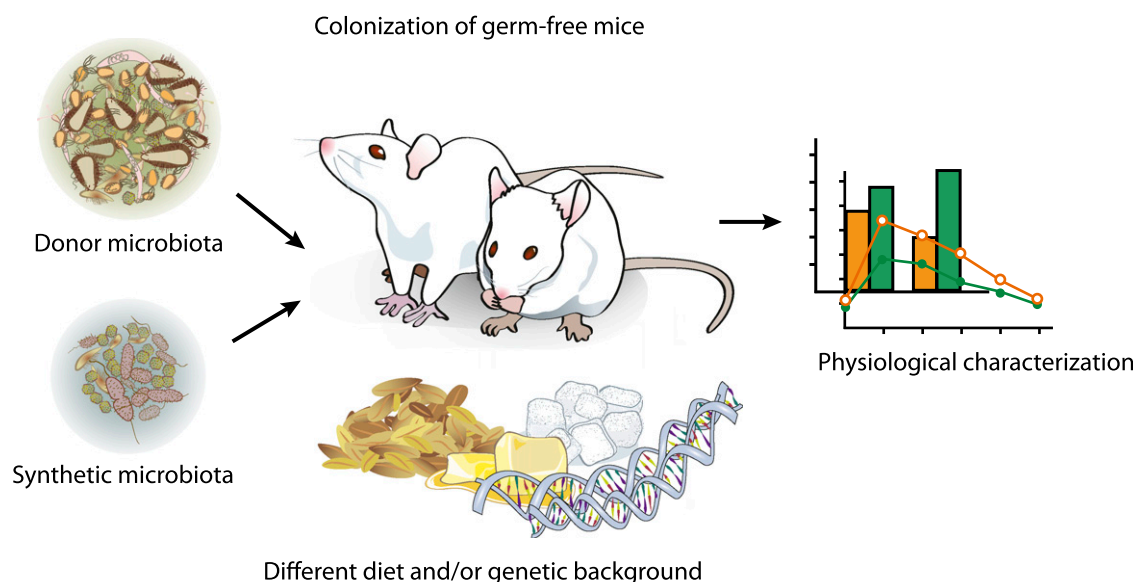 Colonization of germ-free mice
Donor microbiota
Synthetic microbiota
Physiological characterization
Different diet and/or genetic background